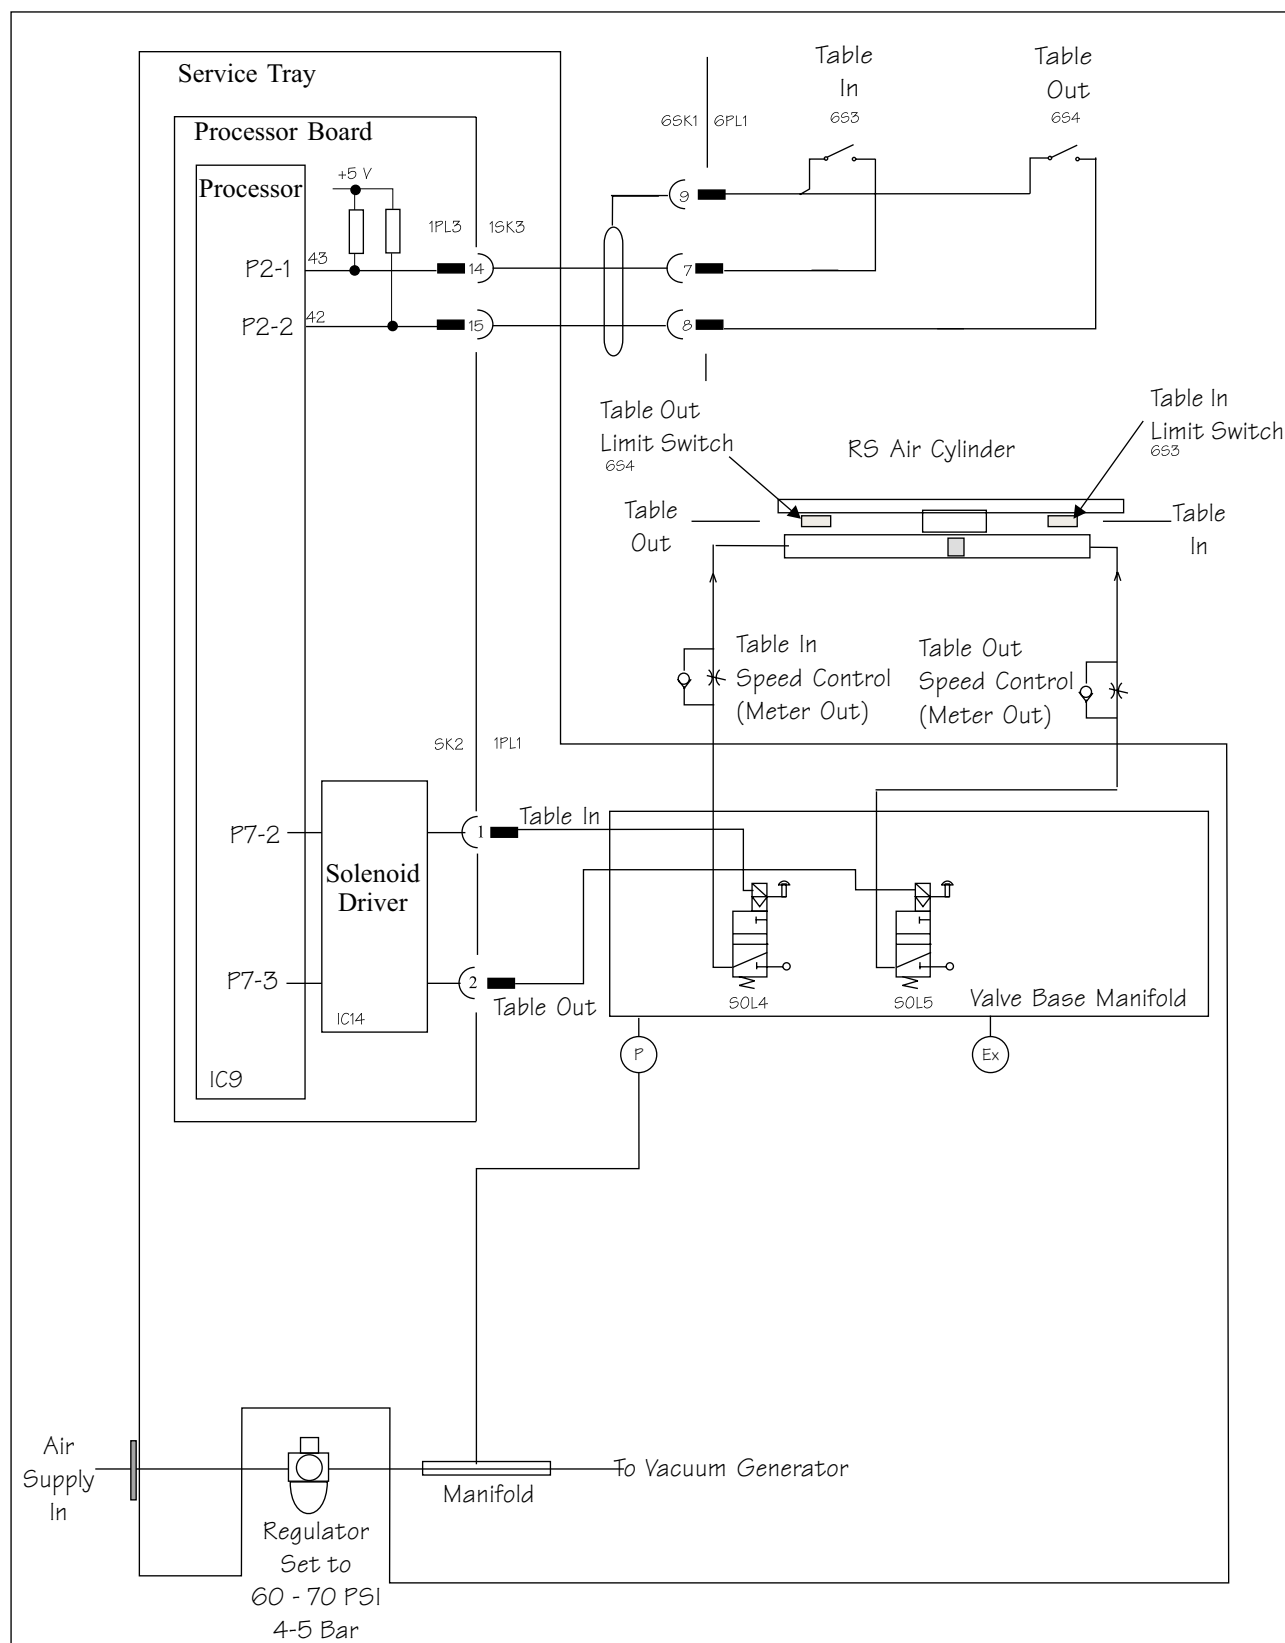 Service Tray
Processor Board
Processor
+5 V
1PL3
1SK3
P2-1
43
14
P2-2
42
15
6SK1
6PL1
9
7
8
Table
In
6S3
Table
Out
6S4
Table Out
Limit Switch
6S4
RS Air Cylinder
Table In
Limit Switch
6S3
Table
Out
Table
In
Table In
Speed Control
(Meter Out)
Table Out
Speed Control
(Meter Out)
SK2
1PL1
P7-2
1
Table In
Solenoid
Driver
P7-3
2
Table Out
IC14
IC9
SOL4
SOL5
Valve Base Manifold
P
Ex
Air
Supply
In
Manifold
To Vacuum Generator
Regulator
Set to
60 - 70 PSI
4-5 Bar